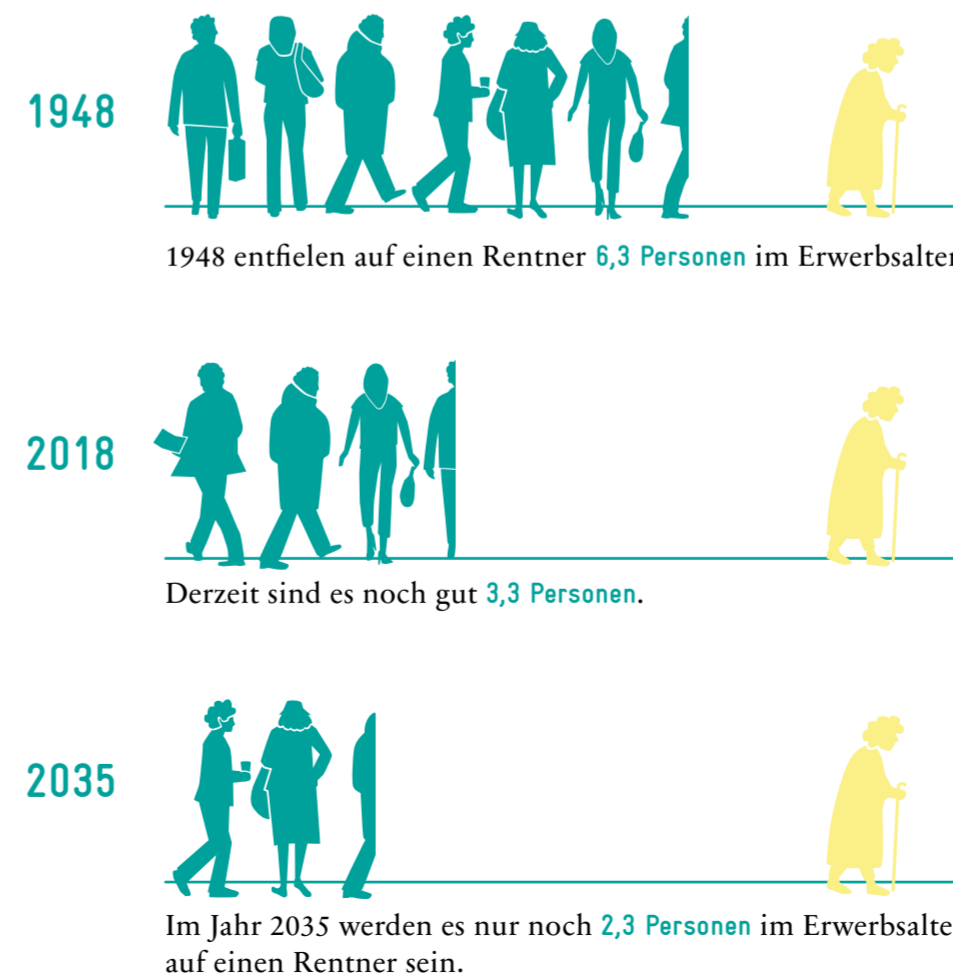 1948
1948 entfielen auf einen Rentner 6,3 Personen im Erwerbsalter
2018
Derzeit sind es noch gut 3,3 Personen.
2035
Im Jahr 2035 werden es nur noch 2,3 Personen im Erwerbsalte
auf einen Rentner sein.